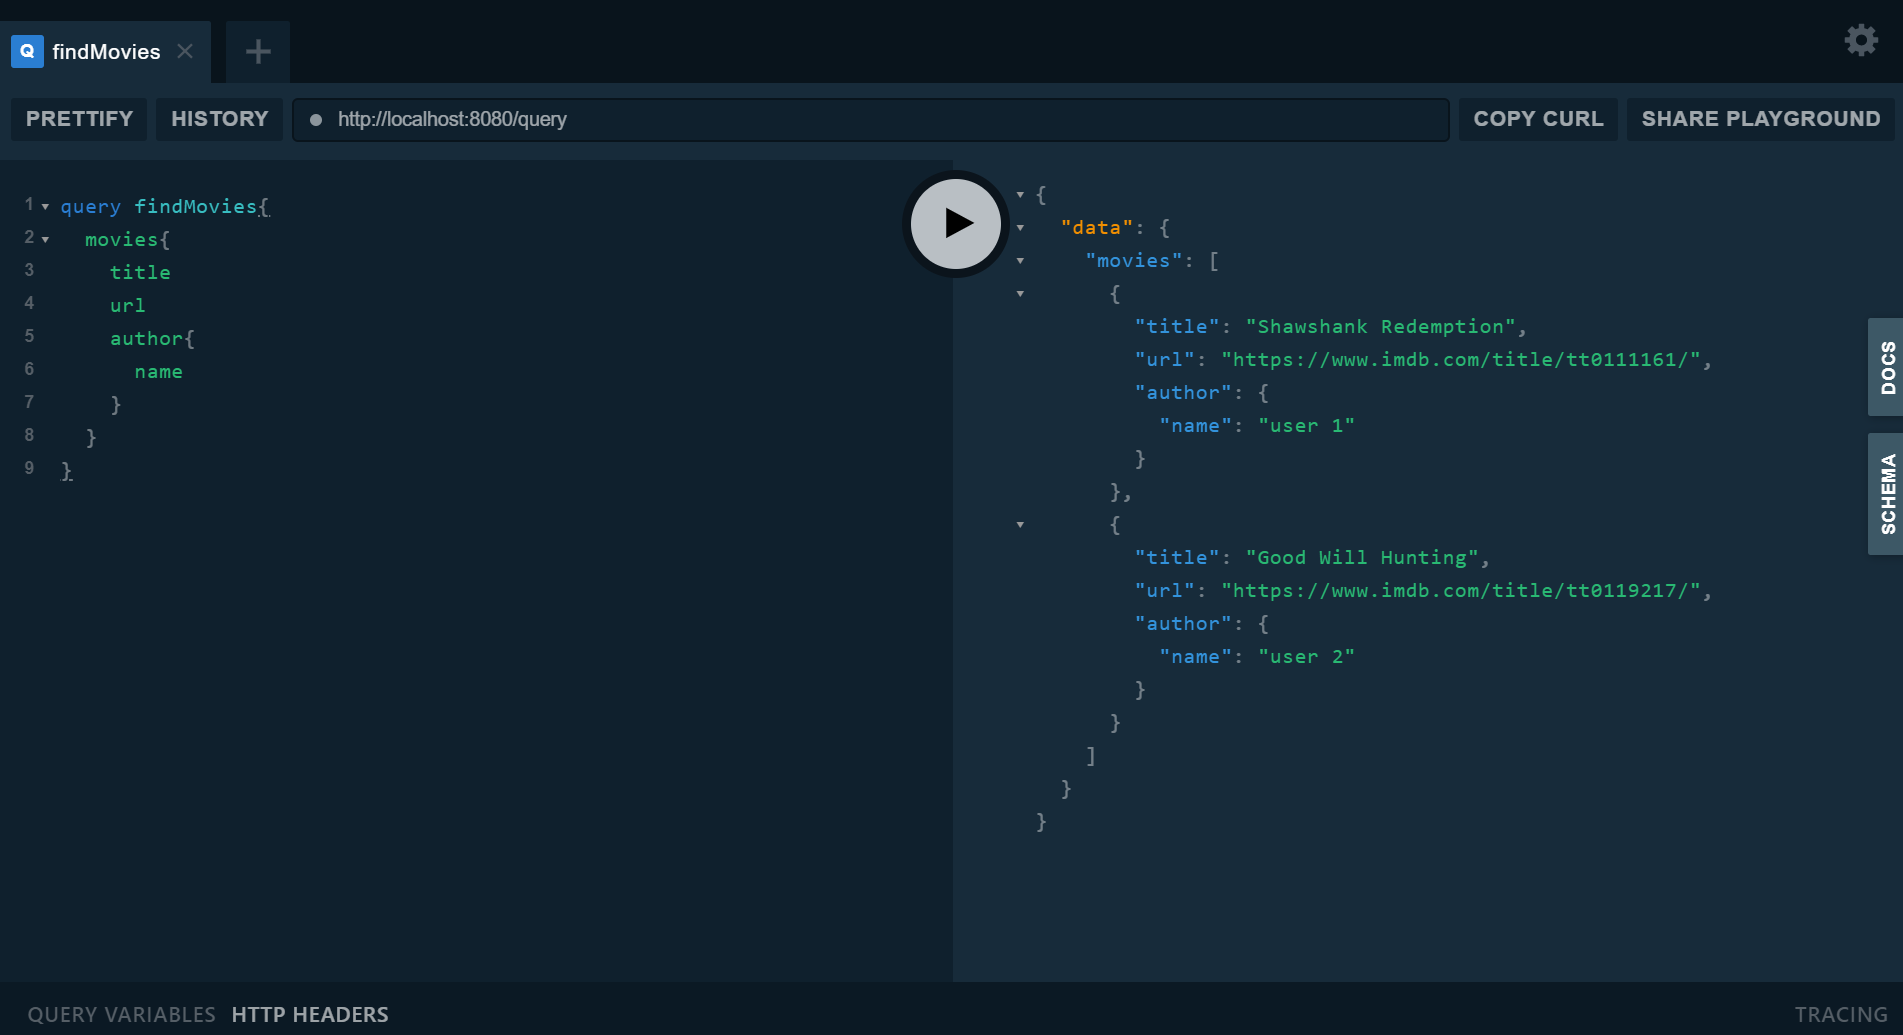 Q findMovies
PRETTIFY HISTORY http://localhost:8080/query COPY CURL SHARE PLAYGROUND
1 query findMovies{
2 movies{
3 title
4 url
5 author{
6 name
7 }
8 }
9 }
{
"data": {
"movies": [
{
"title": "Shawshank Redemption",
"url": "https://www.imdb.com/title/tt0111161/",
"author": {
"name": "user 1"
}
},
{
"title": "Good Will Hunting",
"url": "https://www.imdb.com/title/tt0119217/",
"author": {
"name": "user 2"
}
}
]
}
}
DOCS
SCHEMA
QUERY VARIABLES HTTP HEADERS TRACING